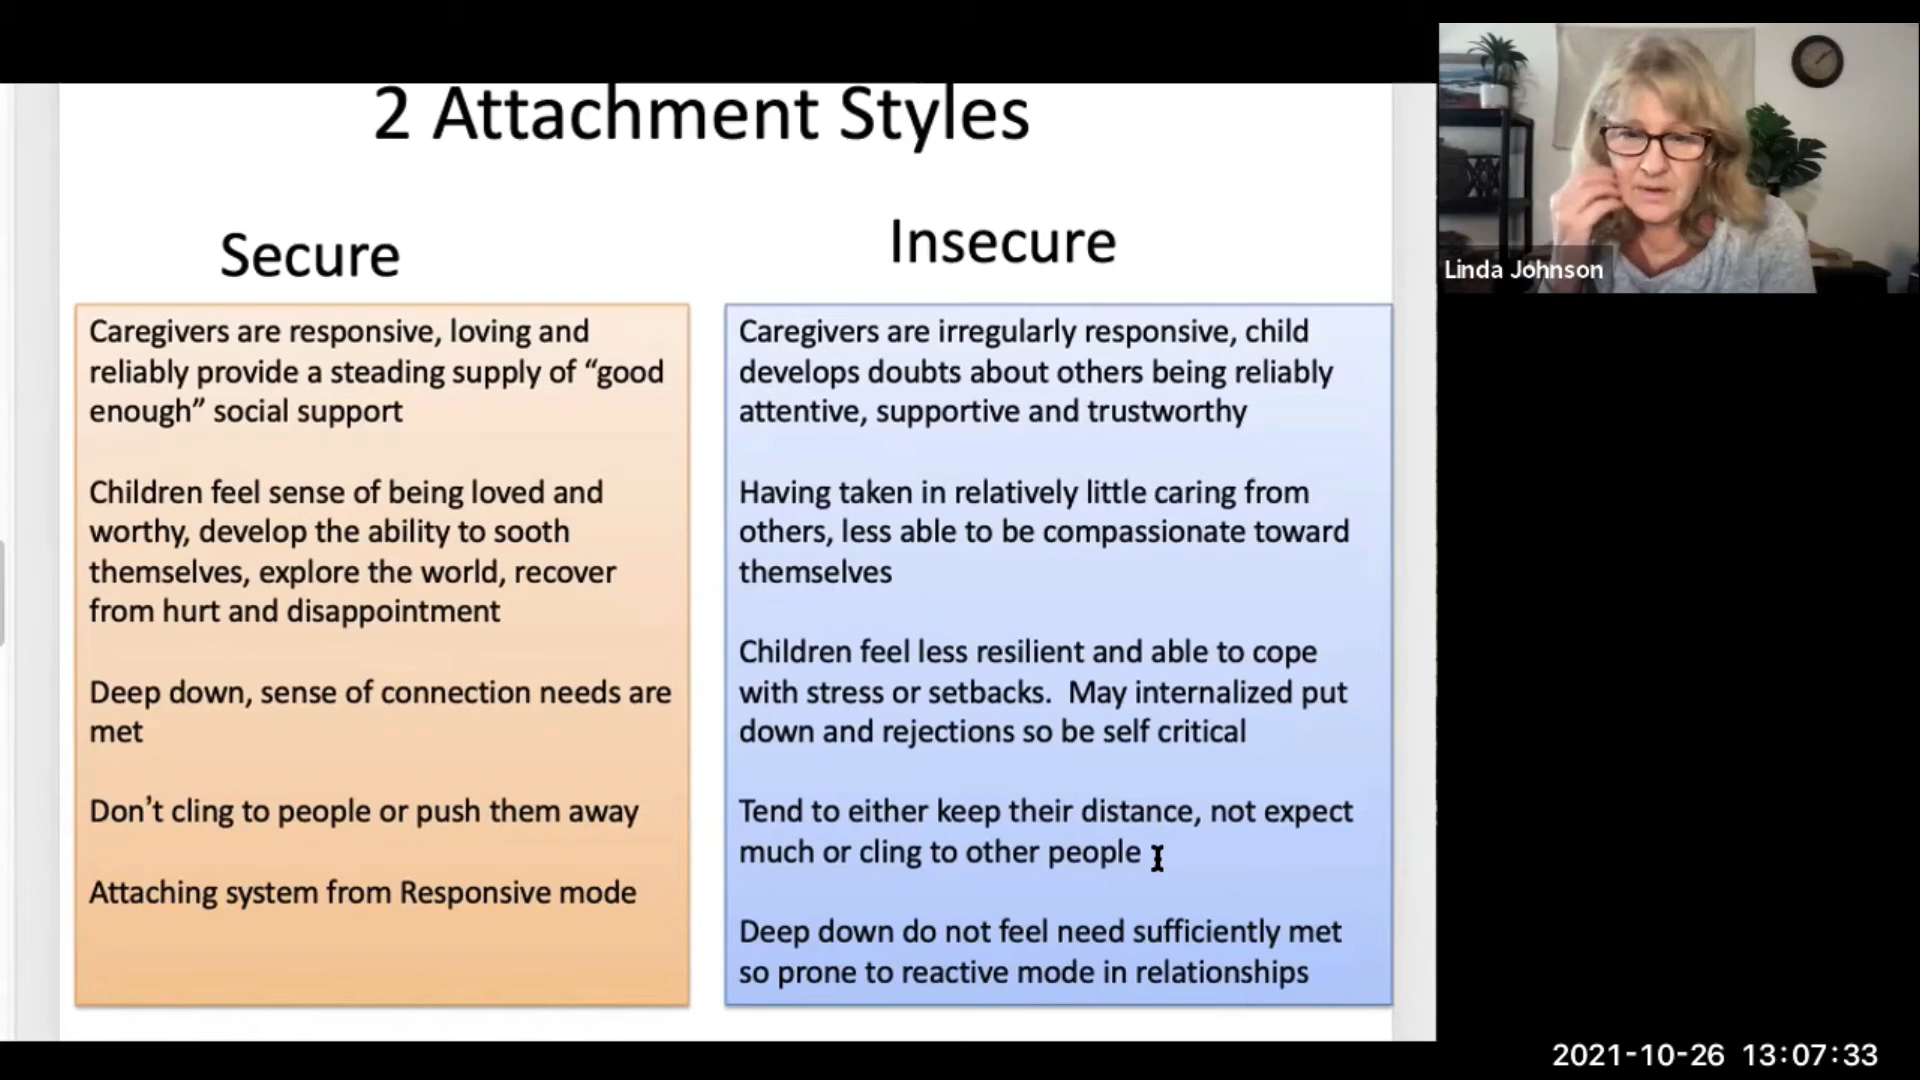 2 Attachment Styles
Secure
Insecure
Caregivers are responsive, loving and
reliably provide a steading supply of “good
enough” social support
Children feel sense of being loved and
worthy, develop the ability to sooth
themselves, explore the world, recover
from hurt and disappointment
Deep down, sense of connection needs are
met
Don’t cling to people or push them away
Attaching system from Responsive mode
Caregivers are irregularly responsive, child
develops doubts about others being reliably
attentive, supportive and trustworthy
Having taken in relatively little caring from
others, less able to be compassionate toward
themselves
Children feel less resilient and able to cope
with stress or setbacks.  May internalized put
down and rejections so be self critical
Tend to either keep their distance, not expect
much or cling to other people
Deep down do not feel need sufficiently met
so prone to reactive mode in relationships
Linda Johnson
2021-10-26 13:07:33